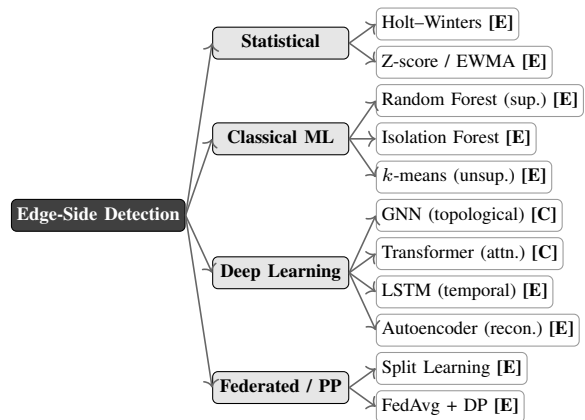 Edge-Side Detection
Statistical
Holt–Winters [E]
Z-score / EWMA [E]
Classical ML
Random Forest (sup.) [E]
Isolation Forest [E]
k-means (unsup.) [E]
Deep Learning
GNN (topological) [C]
Transformer (attn.) [C]
LSTM (temporal) [E]
Autoencoder (recon.) [E]
Federated / PP
Split Learning [E]
FedAvg + DP [E]